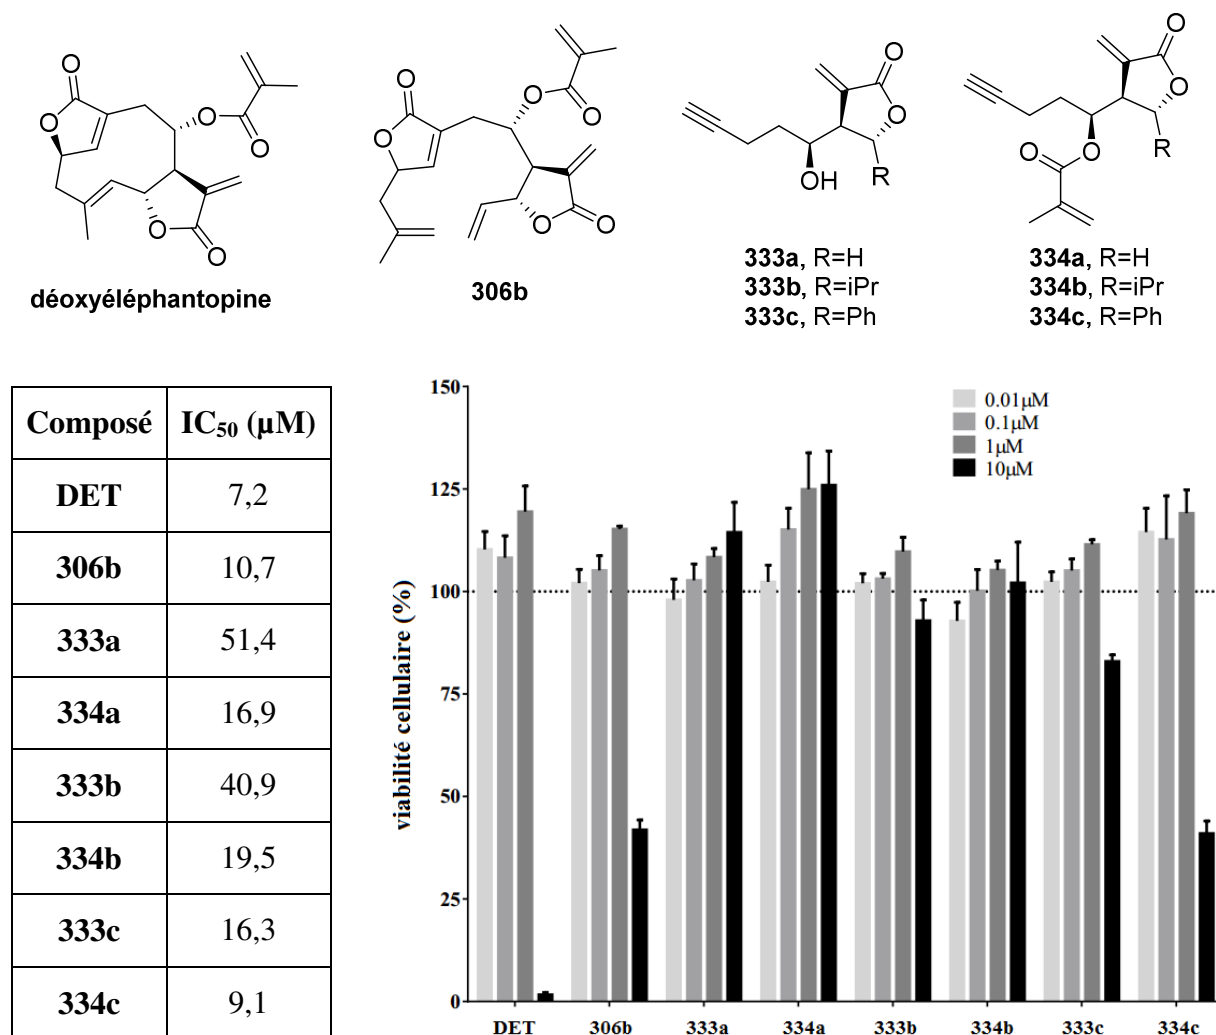 O
O
O
O
O
O
déoxyéléphantopine
O
O
O
O
O
O
306b
O
O
OH
R
333a, R=H
333b, R=iPr
333c, R=Ph
O
O
O
O
R
334a, R=H
334b, R=iPr
334c, R=Ph
Composé IC50 (µM)
DET 7,2
306b 10,7
333a 51,4
334a 16,9
333b 40,9
334b 19,5
333c 16,3
334c 9,1
viabilité cellulaire (%)
150
125
100
75
50
25
0
0.01µM
0.1µM
1µM
10µM
DET 306b 333a 334a 333b 334b 333c 334c